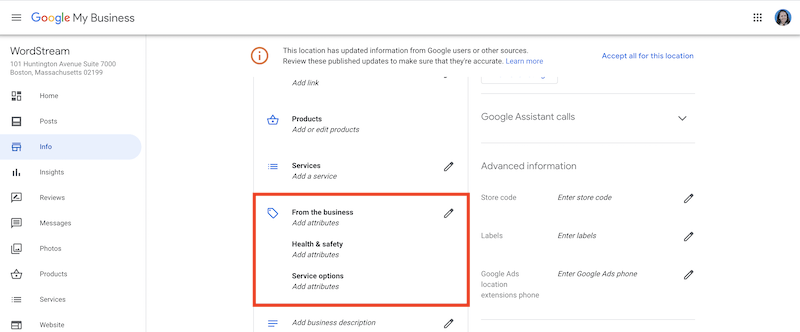 Google My Business
WordStream
101 Huntington Avenue Suite 7000
Boston, Massachusetts 02199
Home
Posts
Info
Insights
Reviews
Messages
Photos
Products
Services
Website
This location has updated information from Google users or other sources.
Review these published updates to make sure that they're accurate. Learn more
Accept all for this location
Add link
Products
Add or edit products
Services
Add a service
From the business
Add attributes
Health & safety
Add attributes
Service options
Add attributes
Add business description
Google Assistant calls
Advanced information
Store code
Enter store code
Labels
Enter labels
Google Ads
location
extensions phone
Enter Google Ads phone